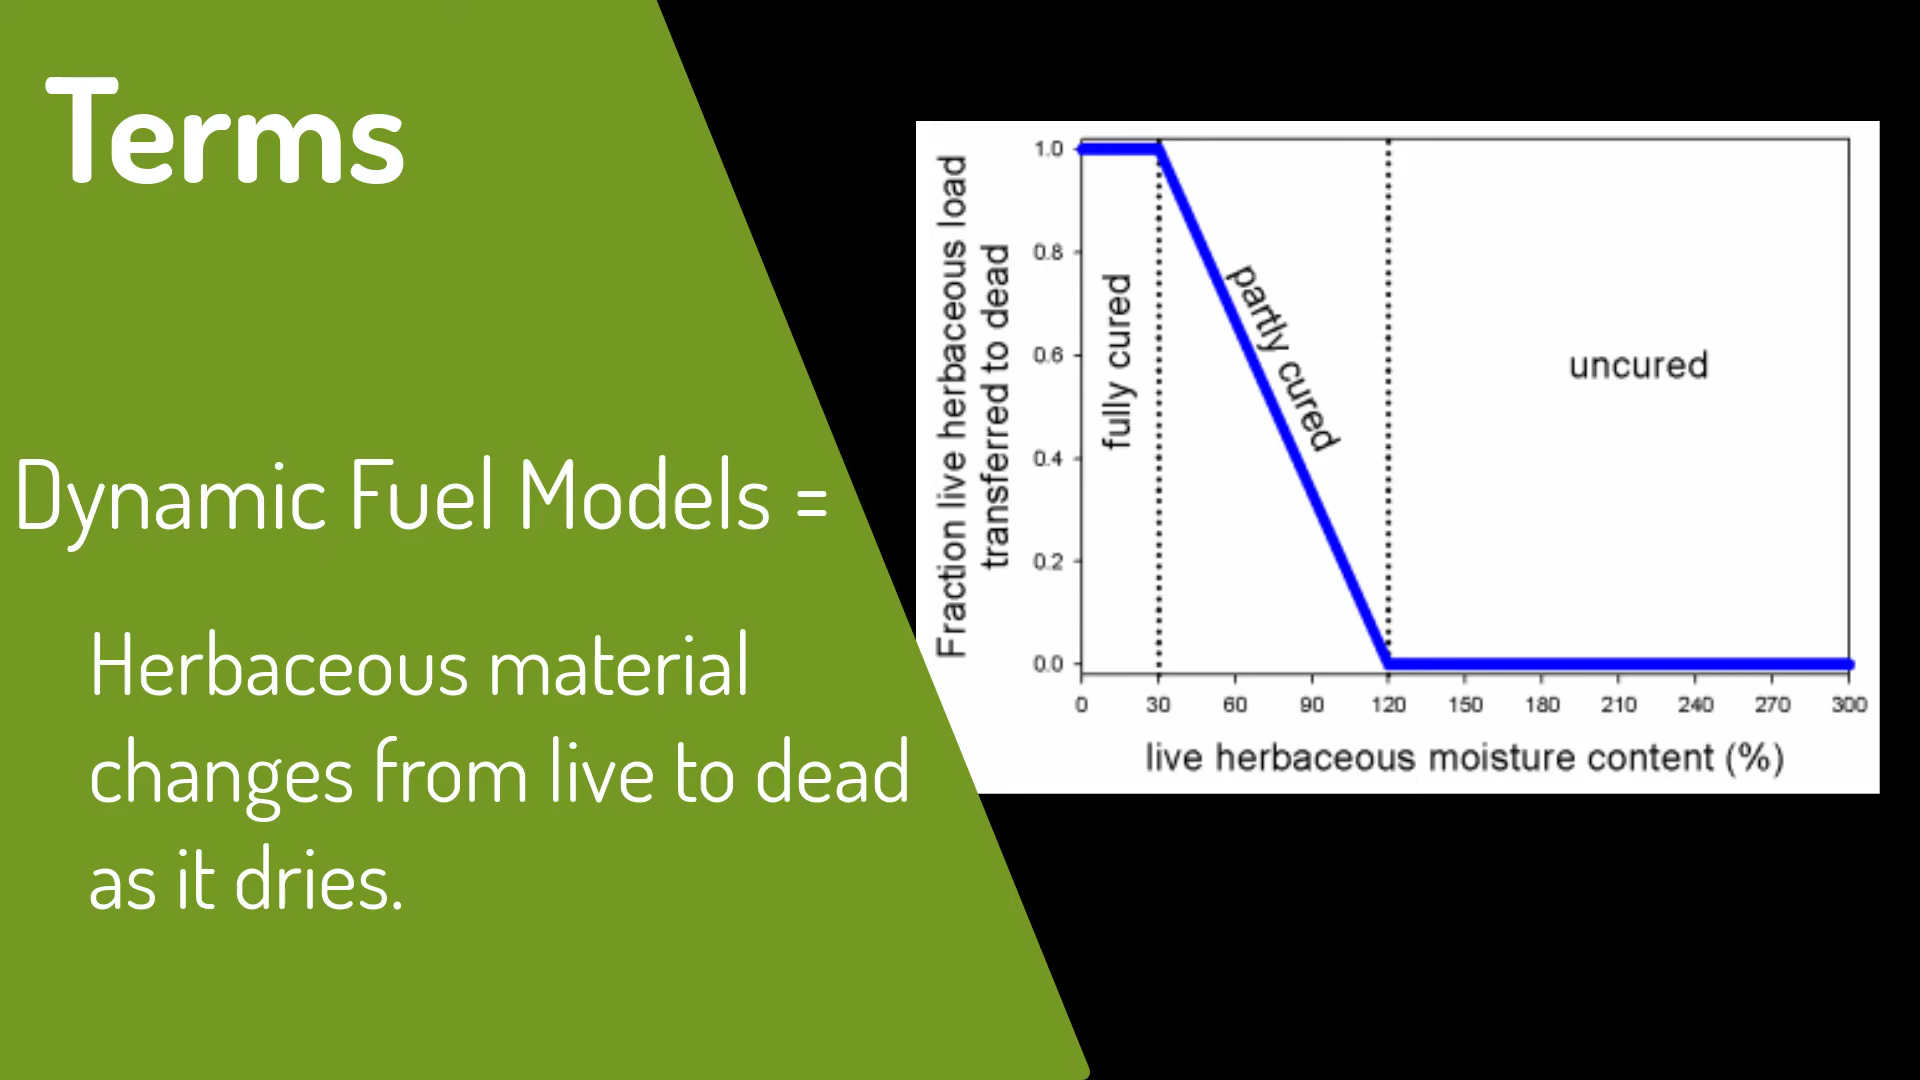 Terms
Dynamic Fuel Models =
Herbaceous material
changes from live to dead
as it dries.
Fraction live herbaceous load
transferred to dead
1.0
0.8
0.6
0.4
0.2
0.0
fully cured
partly cured
uncured
0 30 60 90 120 150 180 210 240 270 300
live herbaceous moisture content (%)